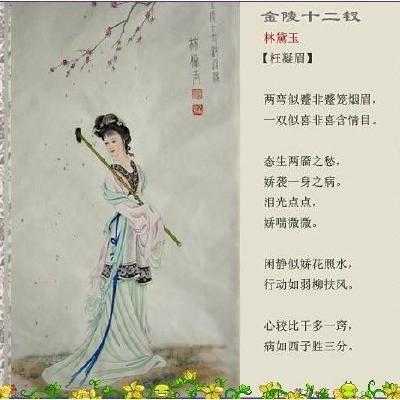 金陵十二钗
林黛玉
【枉凝眉】
两弯似蹙非蹙笼烟眉,
一双似喜非喜含情目。
态生两靥之愁,
娇袭一身之病。
泪光点点,
娇喘微微。
闲静似娇花照水,
行动如弱柳扶风。
心较比干多一窍,
病如西子胜三分。
林黛玉